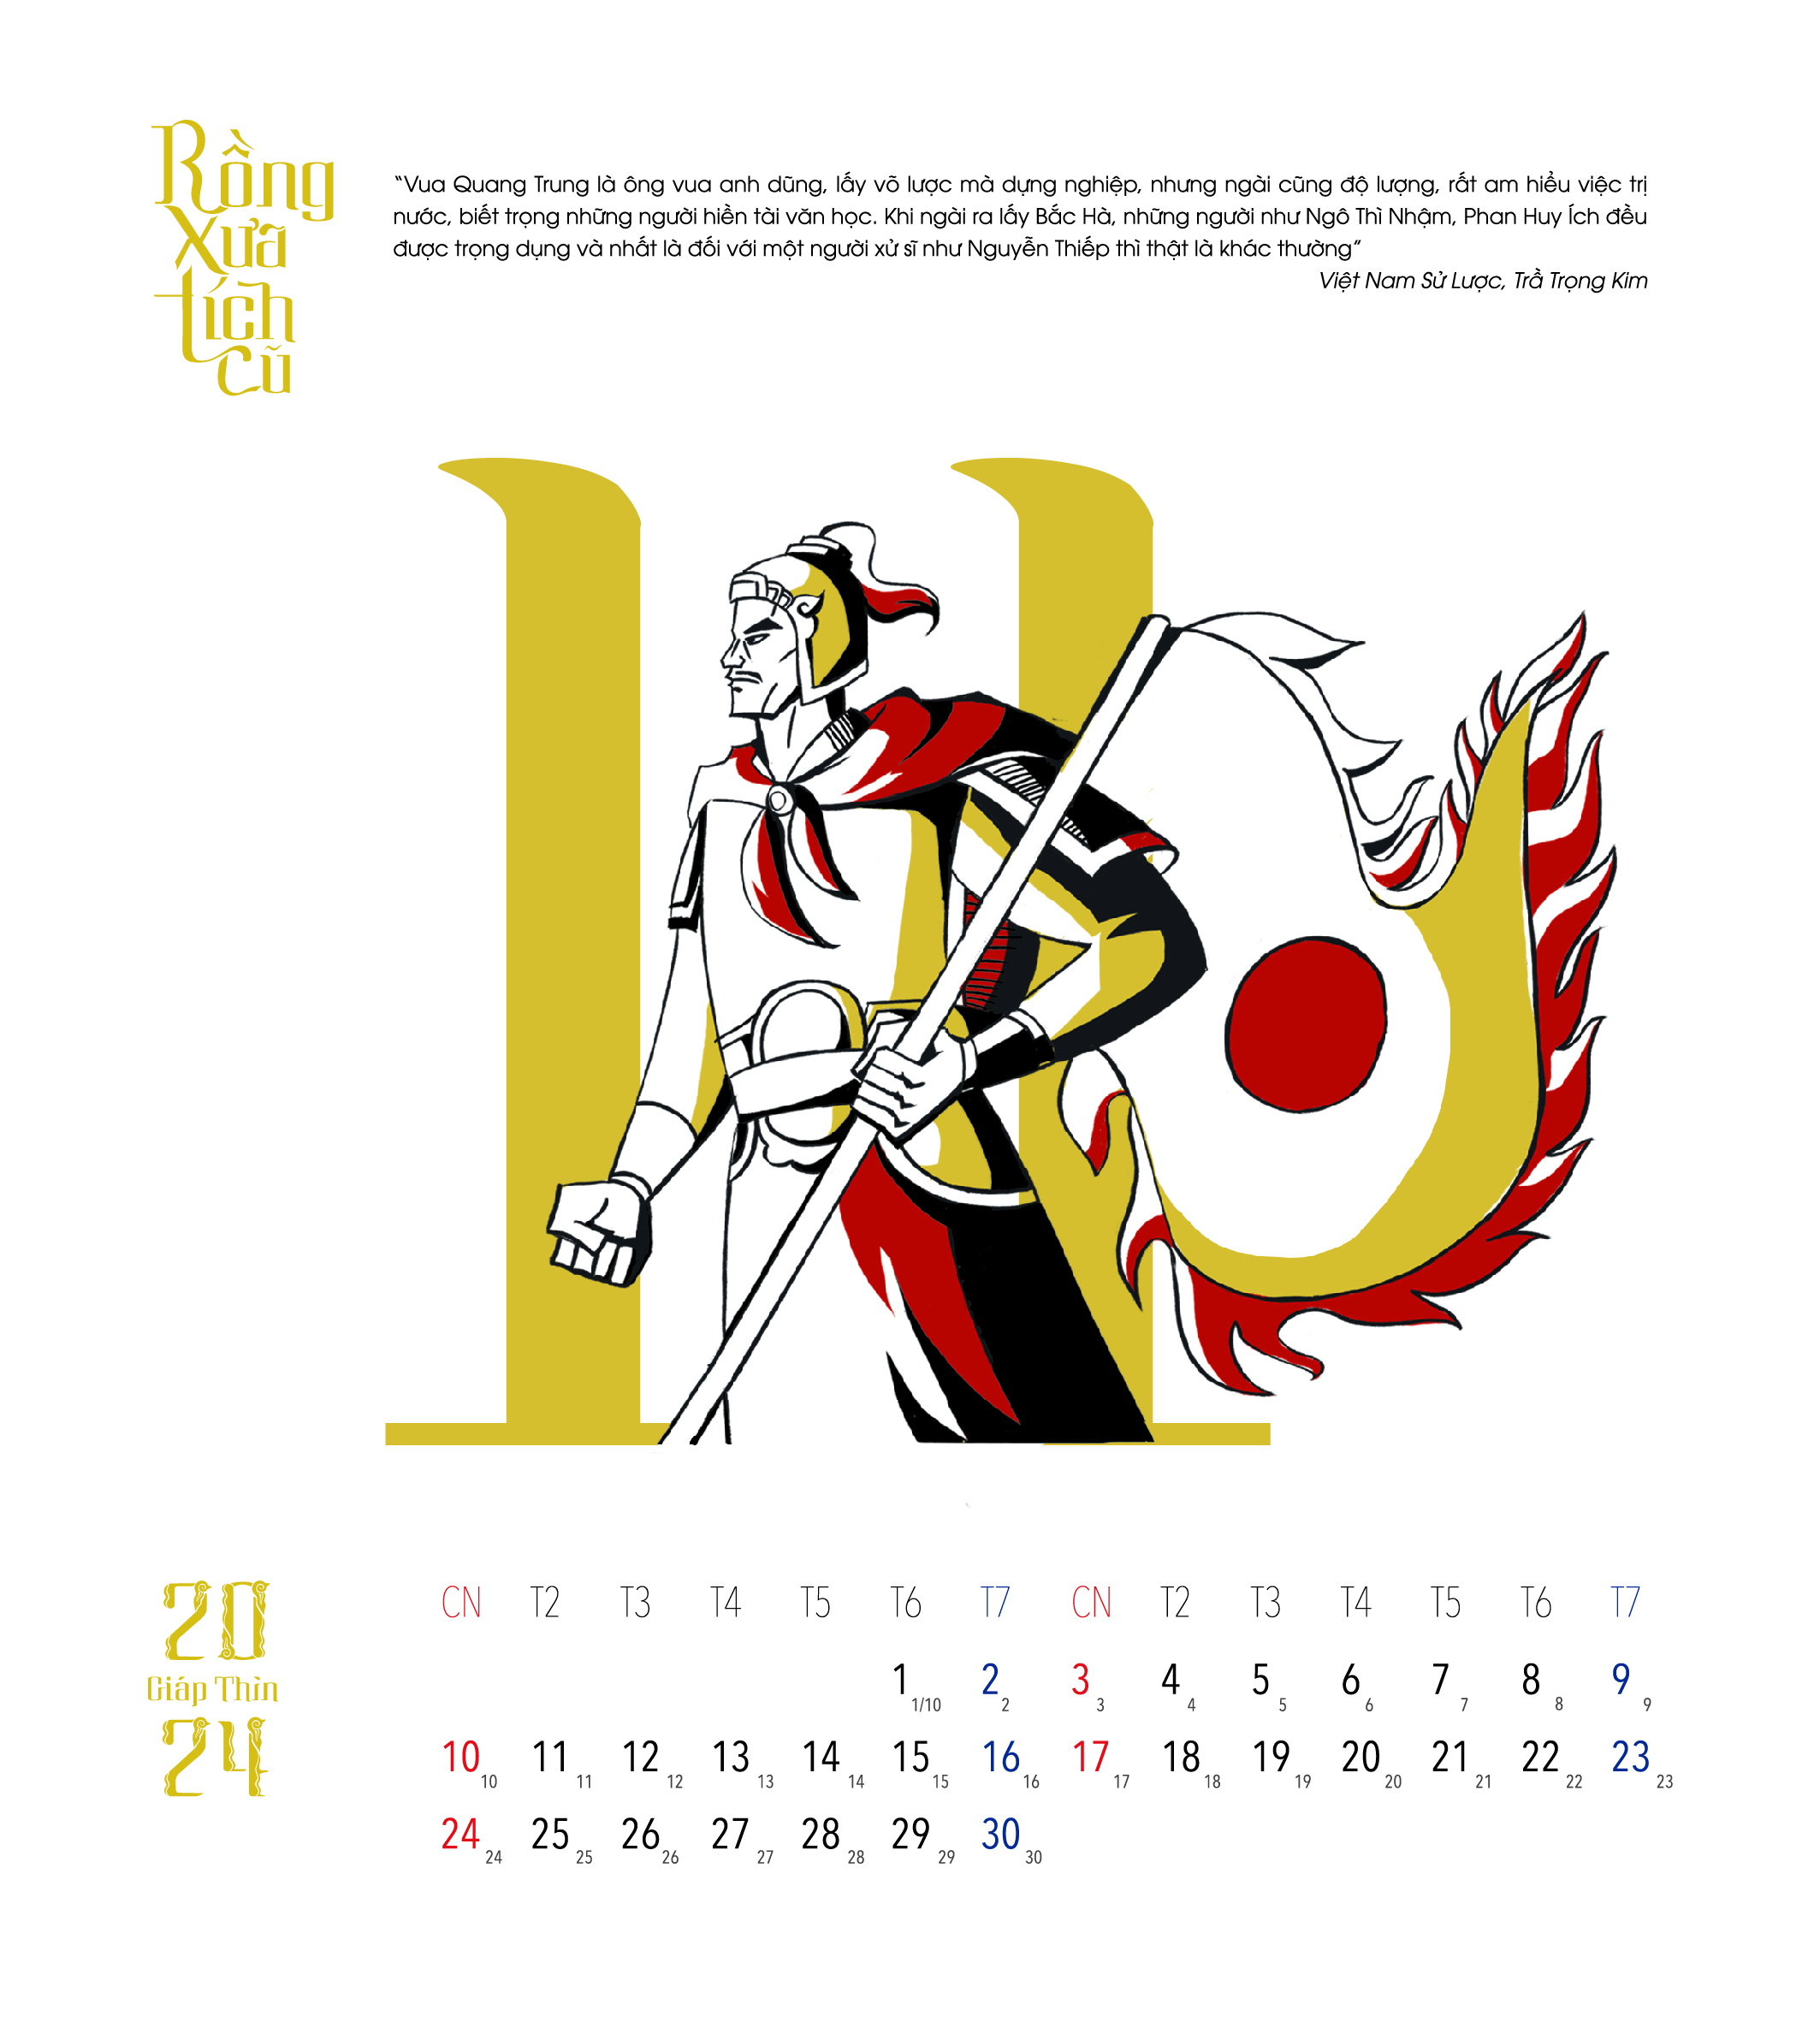 Rồng
Xưa
tích
cũ
“Vua Quang Trung là ông vua anh dũng, lấy võ lược mà dựng nghiệp, nhưng ngài cũng độ lượng, rất am hiểu việc trị
nước, biết trọng những người hiền tài văn học. Khi ngài ra lấy Bắc Hà, những người như Ngô Thì Nhậm, Phan Huy Ích đều
được trọng dụng và nhất là đối với một người xử sĩ như Nguyễn Thiếp thì thật là khác thường”
Việt Nam Sử Lược, Trầ Trọng Kim
11
20
Giáp Thìn
24
CN T2 T3 T4 T5 T6 T7 CN T2 T3 T4 T5 T6 T7
1 2 3 4 5 6 7 8 9
1/10 2 3 4 5 6 7 8 9
10 11 12 13 14 15 16 17 18 19 20 21 22 23
10 11 12 13 14 15 16 17 18 19 20 21 22 23
24 25 26 27 28 29 30
24 25 26 27 28 29 30